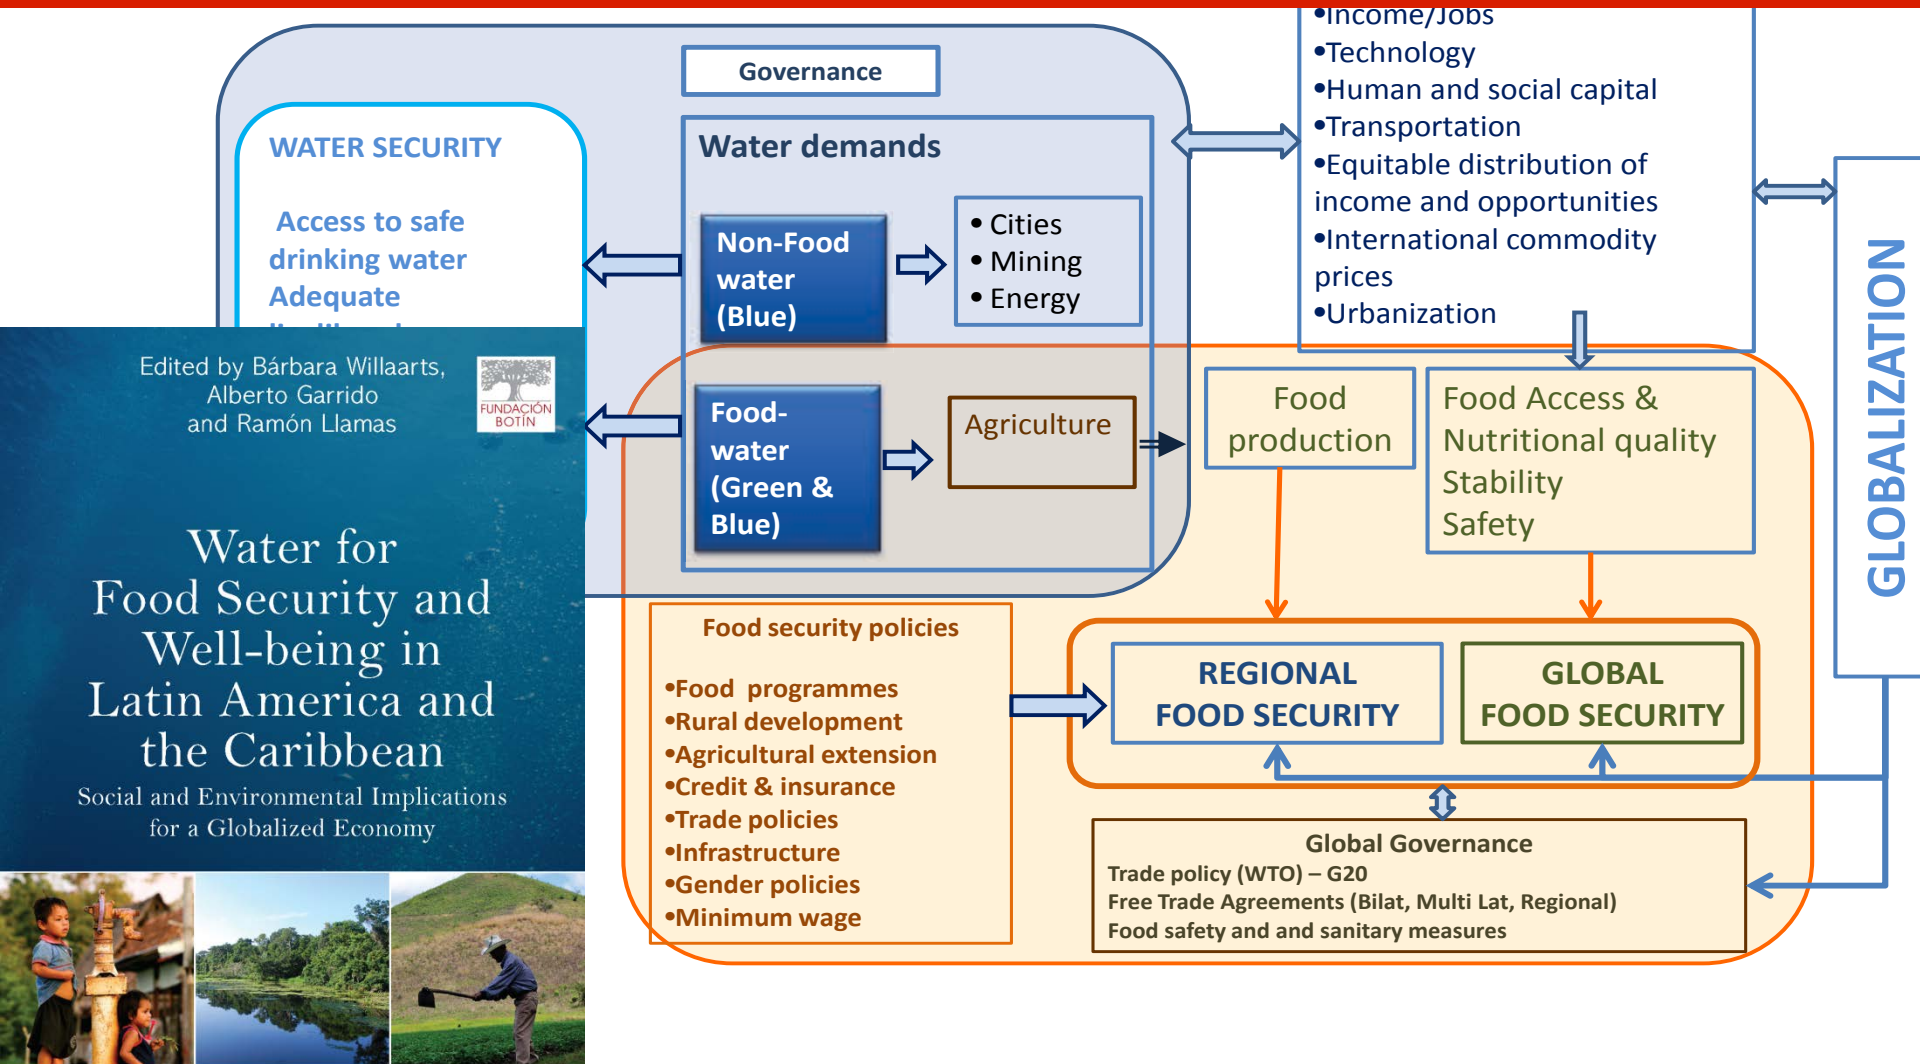 Governance
WATER SECURITY
Access to safe
drinking water
Adequate
Water demands
Non-Food
water
(Blue)
• Cities
• Mining
• Energy
Food-
water
(Green &
Blue)
Agriculture
•Income/Jobs
•Technology
•Human and social capital
•Transportation
•Equitable distribution of
income and opportunities
•International commodity
prices
•Urbanization
GLOBALIZATION
Food
production
Food Access &
Nutritional quality
Stability
Safety
Edited by Bárbara Willaarts,
Alberto Garrido
and Ramón Llamas
FUNDACIÓN
BOTÍN
Water for
Food Security and
Well-being in
Latin America and
the Caribbean
Social and Environmental Implications
for a Globalized Economy
Food security policies
•Food programmes
•Rural development
•Agricultural extension
•Credit & insurance
•Trade policies
•Infrastructure
•Gender policies
•Minimum wage
REGIONAL
FOOD SECURITY
GLOBAL
FOOD SECURITY
Global Governance
Trade policy (WTO) – G20
Free Trade Agreements (Bilat, Multi Lat, Regional)
Food safety and and sanitary measures